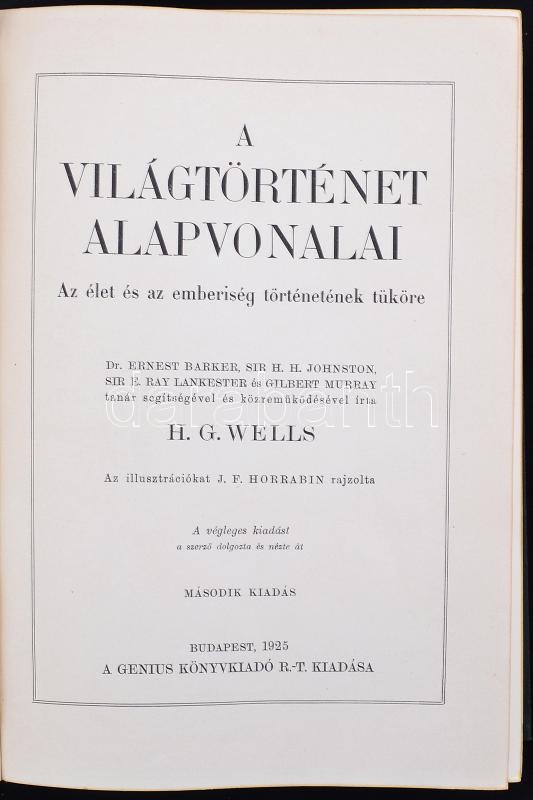 A
VILÁGTÖRTÉNET
ALAPVONALAI
Az élet és az emberiség történetének tüköre
Dr. ERNEST BARKER, SIR H. H. JOHNSTON,
SIR E. RAY LANKESTER és GILBERT MURRAY
tanár segítségével és közreműködésével írta
darabanth
H. G. WELLS
Az illusztrációkat J. F. HORRABIN rajzolta
A végleges kiadást
a szerző dolgozta és nézte át
MÁSODIK KIADÁS
BUDAPEST, 1925
A GENIUS KÖNYVKIADÓ R.-T. KIADÁSA